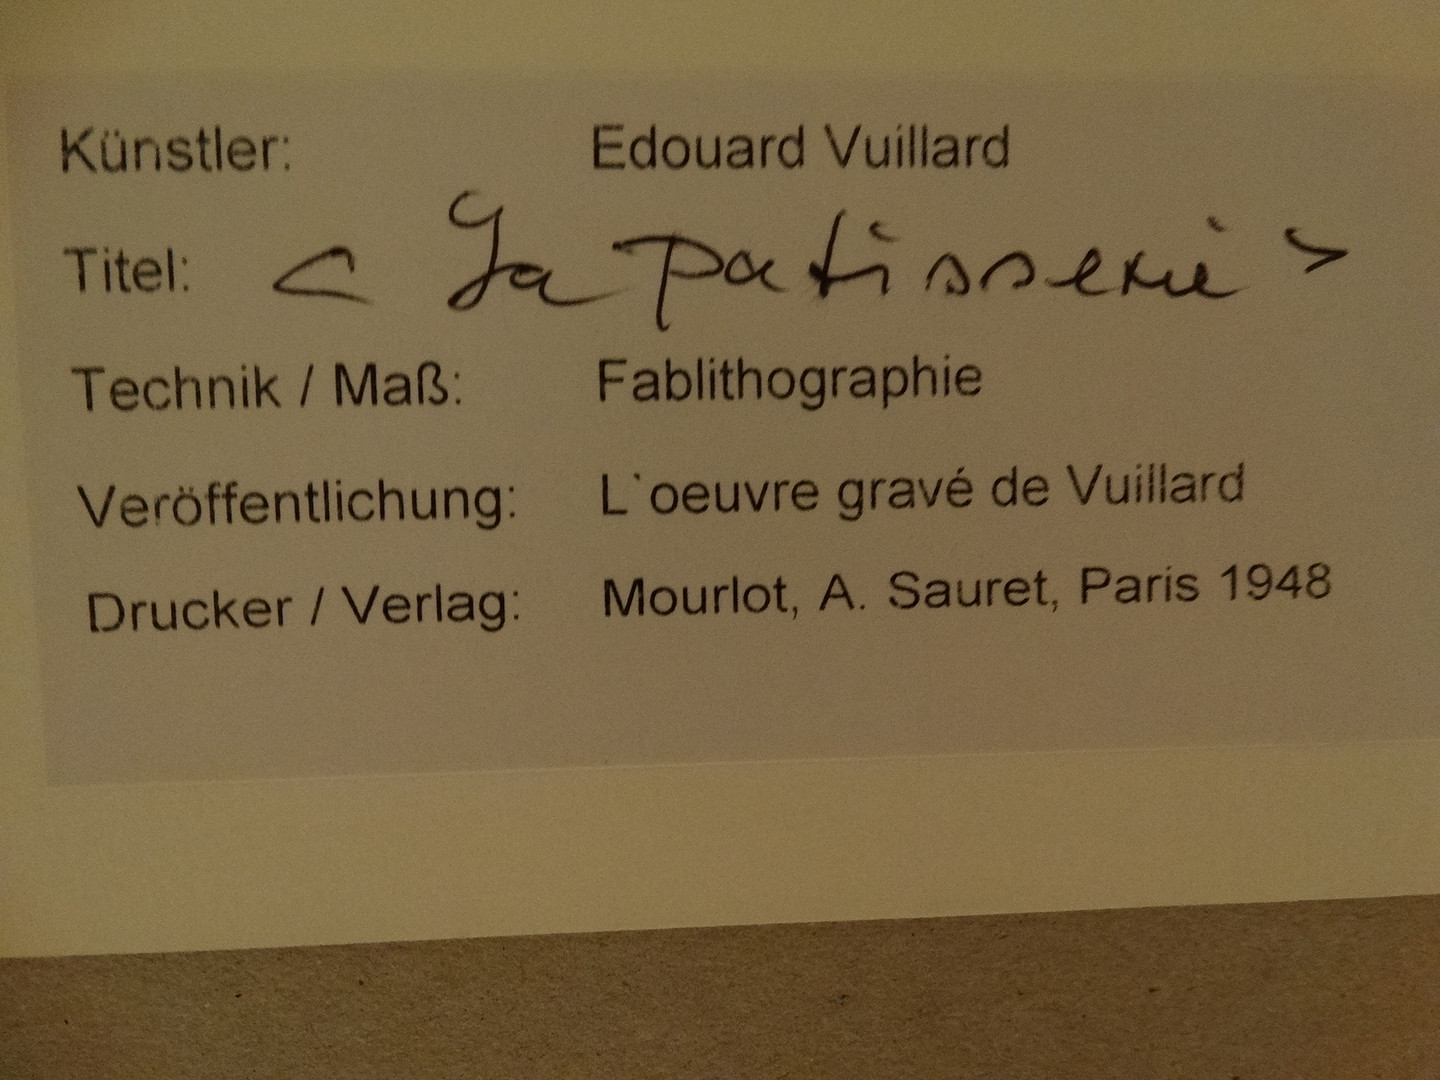 Künstler: Edouard Vuillard
Titel: < La patisserie >
Technik / Maß: Fablithographie
Veröffentlichung: L`oeuvre gravé de Vuillard
Drucker / Verlag: Mourlot, A. Sauret, Paris 1948